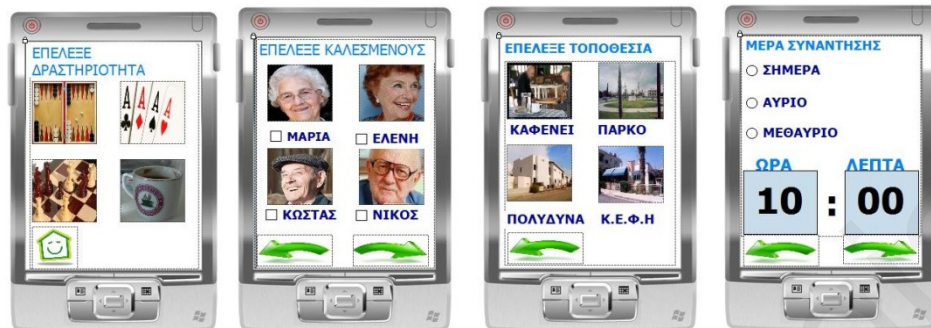 ΕΠΕΛΕΞΕ
ΔΡΑΣΤΗΡΙΟΤΗΤΑ
ΕΠΕΛΕΞΕ ΚΑΛΕΣΜΕΝΟΥΣ
ΜΑΡΙΑ
ΕΛΕΝΗ
ΚΩΣΤΑΣ
ΝΙΚΟΣ
ΕΠΕΛΕΞΕ ΤΟΠΟΘΕΣΙΑ
ΚΑΦΕΝΕΙ
ΠΑΡΚΟ
ΠΟΛΥΔΥΝΑ
Κ.Ε.Φ.Η
ΜΕΡΑ ΣΥΝΑΝΤΗΣΗΣ
ΣΗΜΕΡΑ
ΑΥΡΙΟ
ΜΕΘΑΥΡΙΟ
ΩΡΑ ΛΕΠΤΑ
10 : 00